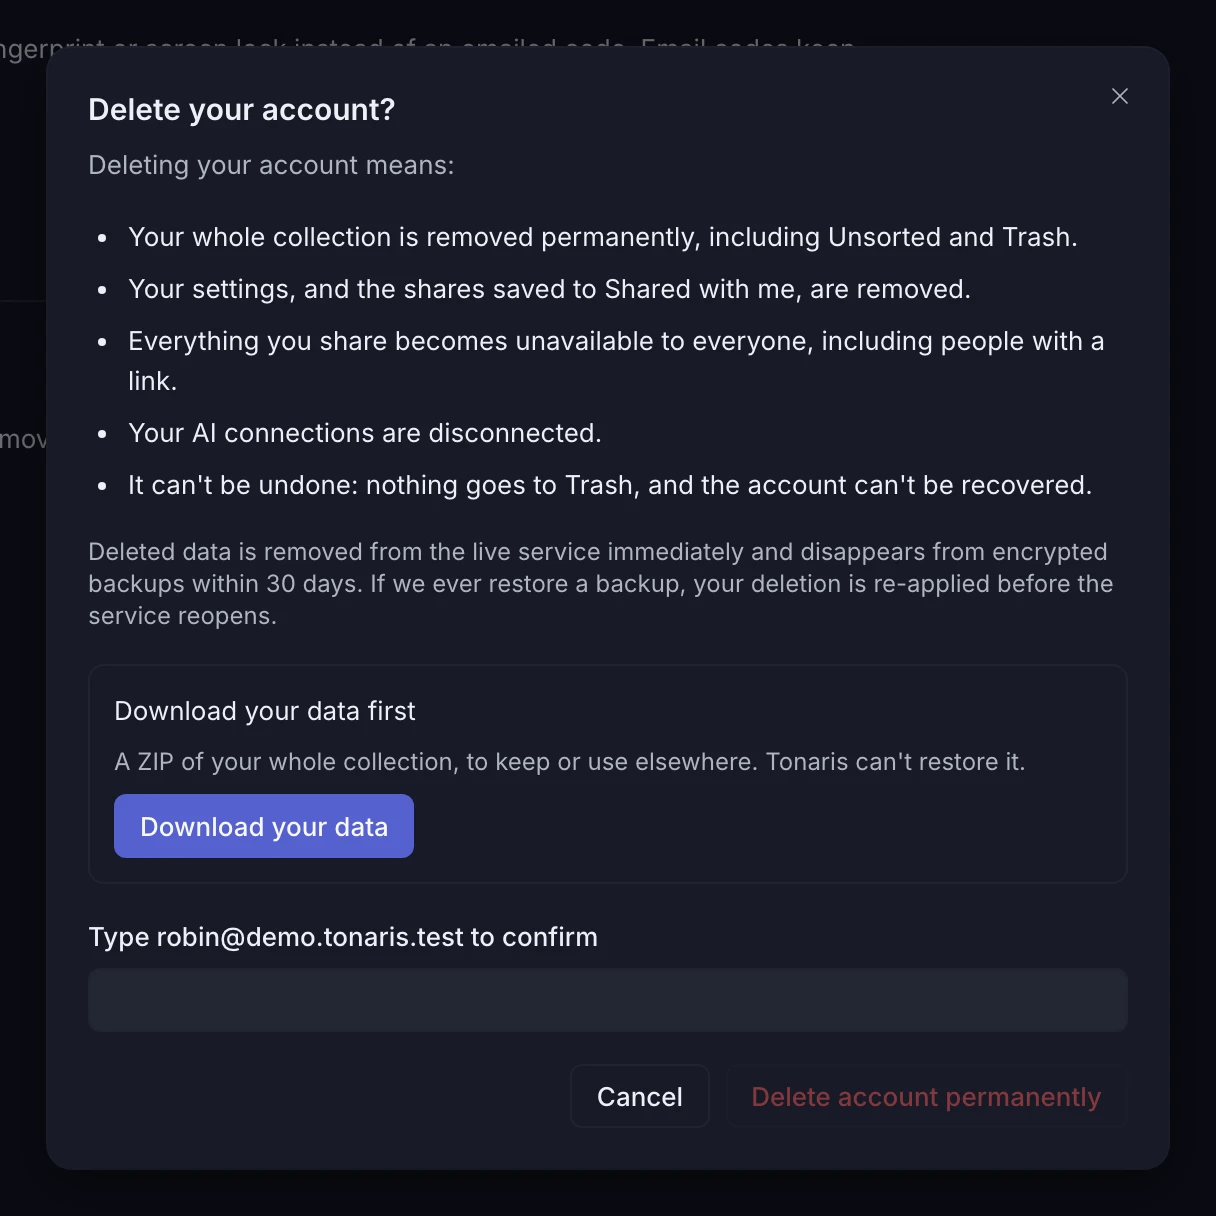 Delete your account?
Deleting your account means:
• Your whole collection is removed permanently, including Unsorted and Trash.
• Your settings, and the shares saved to Shared with me, are removed.
• Everything you share becomes unavailable to everyone, including people with a
link.
• Your AI connections are disconnected.
• It can't be undone: nothing goes to Trash, and the account can't be recovered.
Deleted data is removed from the live service immediately and disappears from encrypted
backups within 30 days. If we ever restore a backup, your deletion is re-applied before the
service reopens.
Download your data first
A ZIP of your whole collection, to keep or use elsewhere. Tonaris can't restore it.
Download your data
Type robin@demo.tonaris.test to confirm
Cancel
Delete account permanently